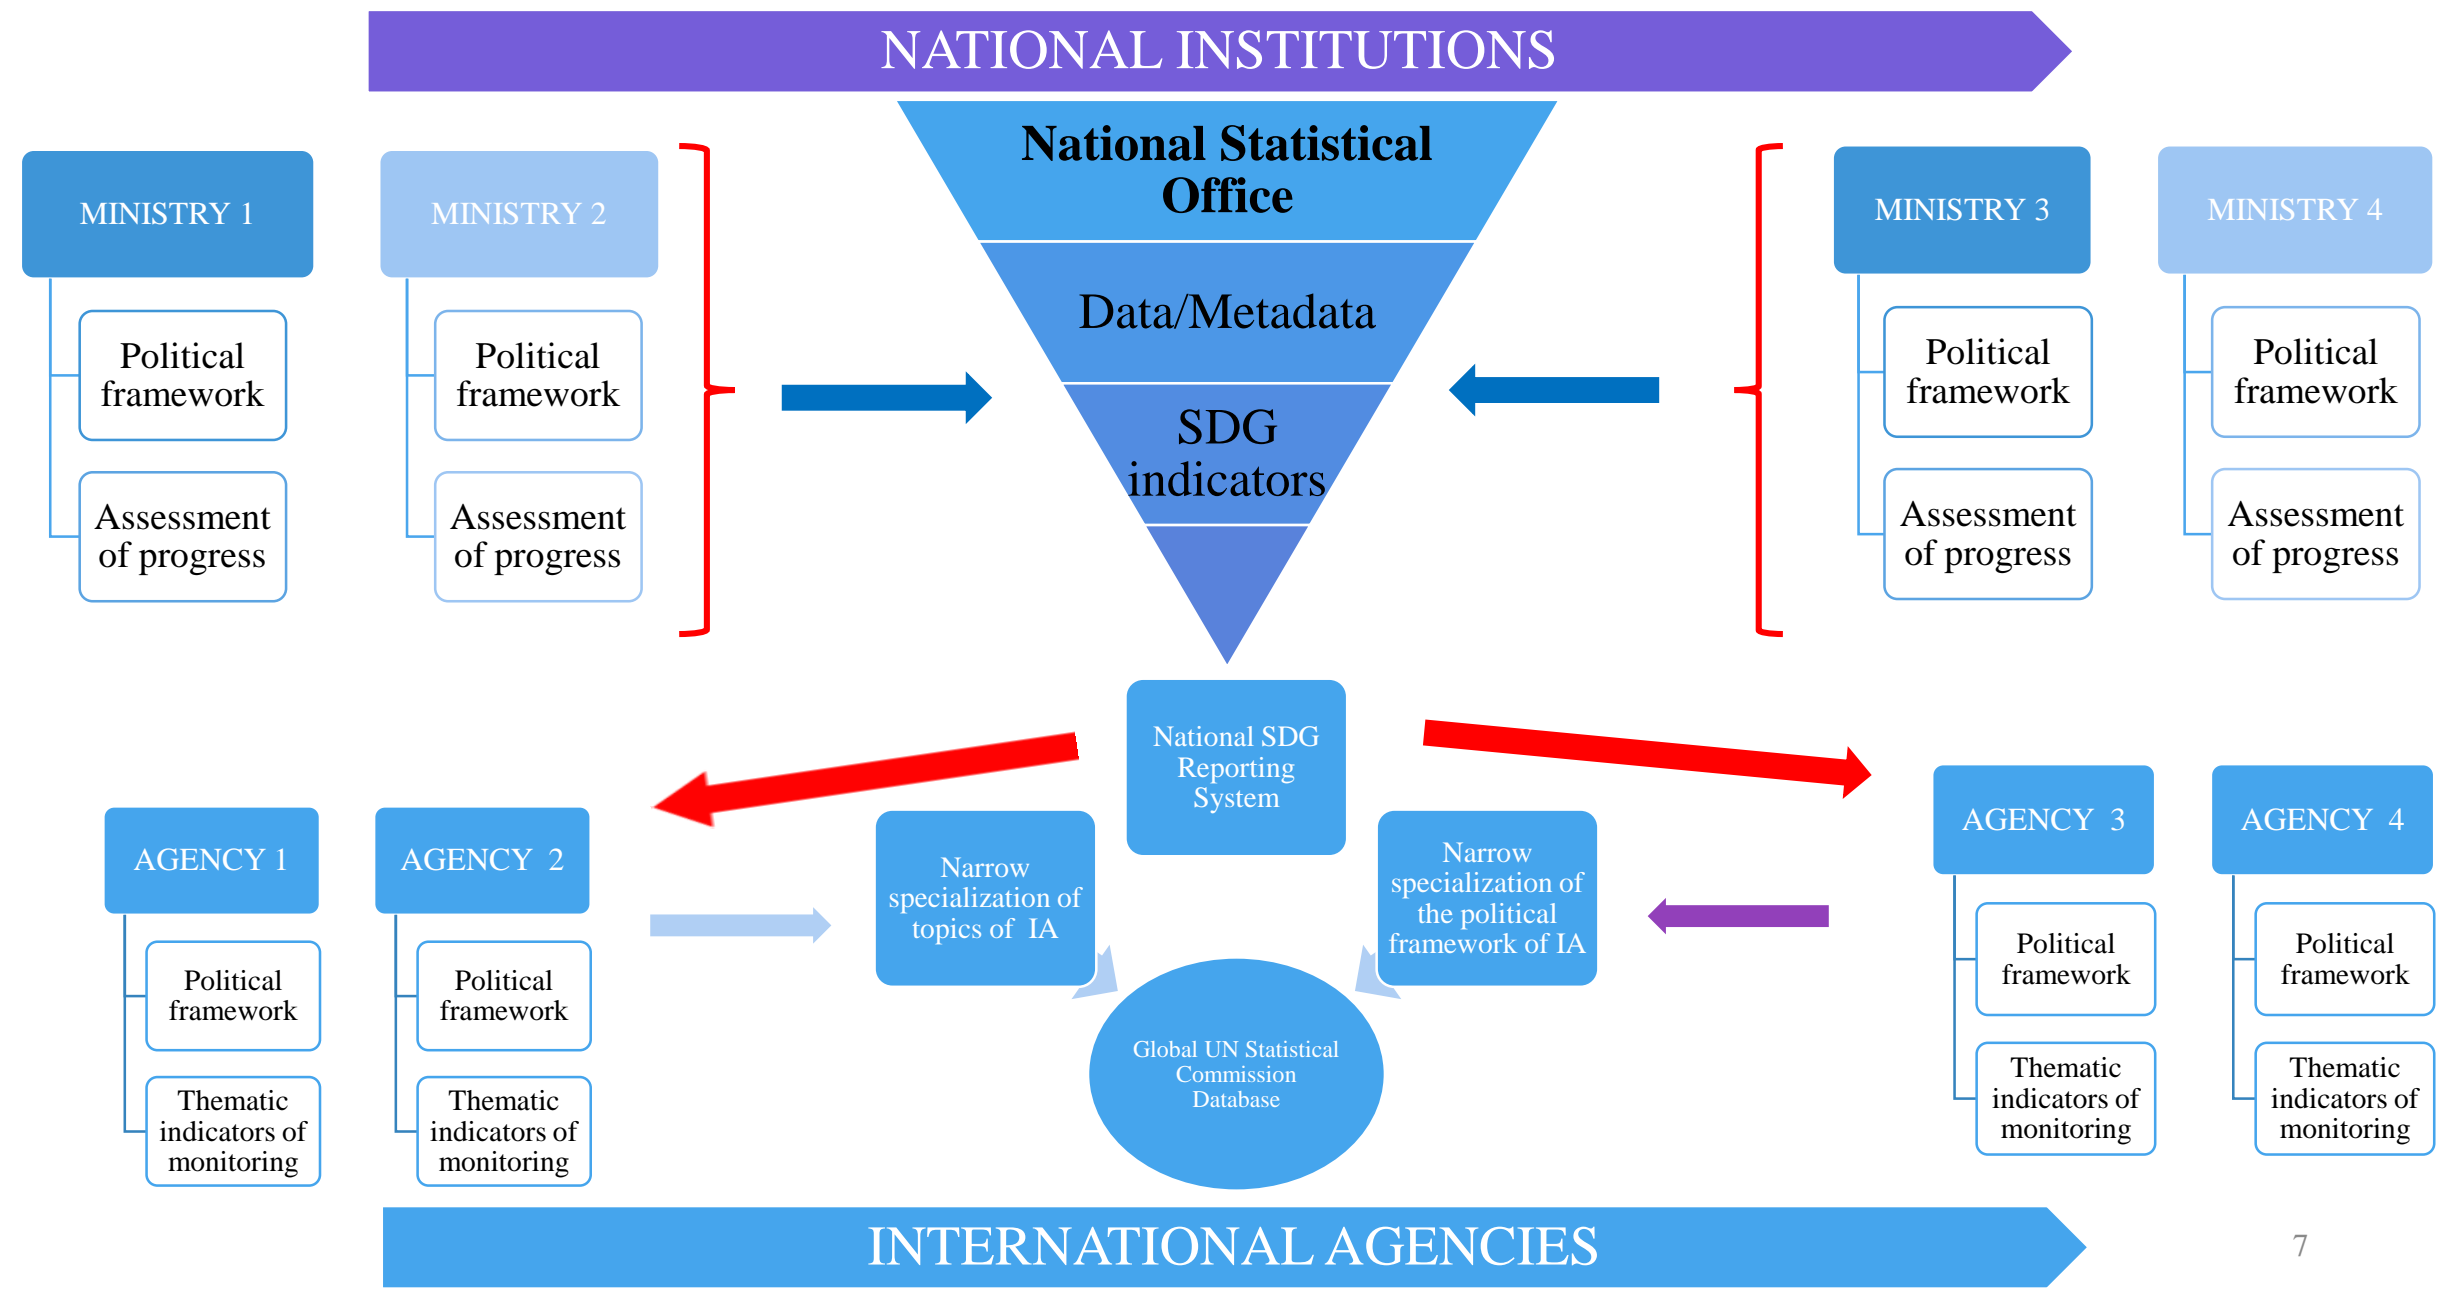 NATIONAL INSTITUTIONS
MINISTRY 1
Political
framework
Assessment
of progress
MINISTRY 2
Political
framework
Assessment
of progress
National Statistical
Office
Data/Metadata
SDG
indicators
MINISTRY 3
Political
framework
Assessment
of progress
MINISTRY 4
Political
framework
Assessment
of progress
National SDG
Reporting
System
Narrow
specialization of
topics of IA
Narrow
specialization of
the political
framework of IA
Global UN Statistical
Commission
Database
AGENCY 1
Political
framework
Thematic
indicators of
monitoring
AGENCY 2
Political
framework
Thematic
indicators of
monitoring
AGENCY 3
Political
framework
Thematic
indicators of
monitoring
AGENCY 4
Political
framework
Thematic
indicators of
monitoring
INTERNATIONAL AGENCIES
7